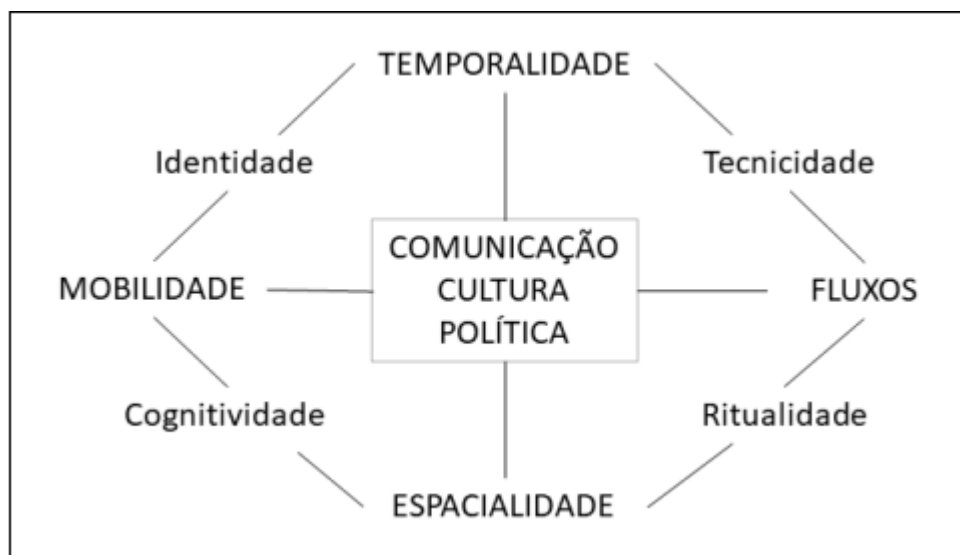 TEMPORALIDADE
Identidade
Tecnicidade
COMUNICAÇÃO
CULTURA
POLÍTICA
MOBILIDADE
FLUXOS
Cognitividade
Ritualidade
ESPACIALIDADE